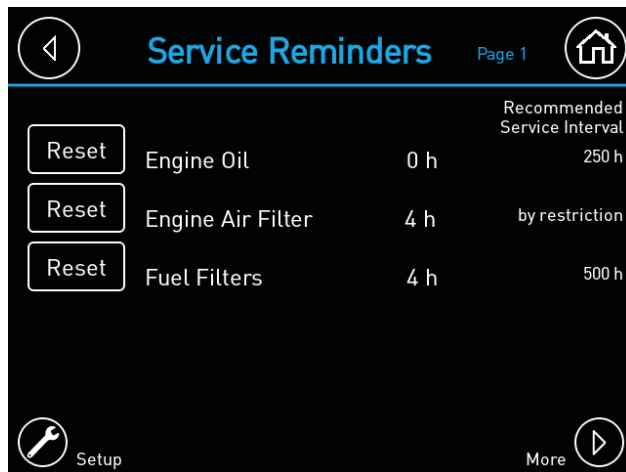 Service Reminders Page 1
Recommended
Service Interval
Reset Engine Oil 0 h 250 h
Reset Engine Air Filter 4 h by restriction
Reset Fuel Filters 4 h 500 h
Setup More